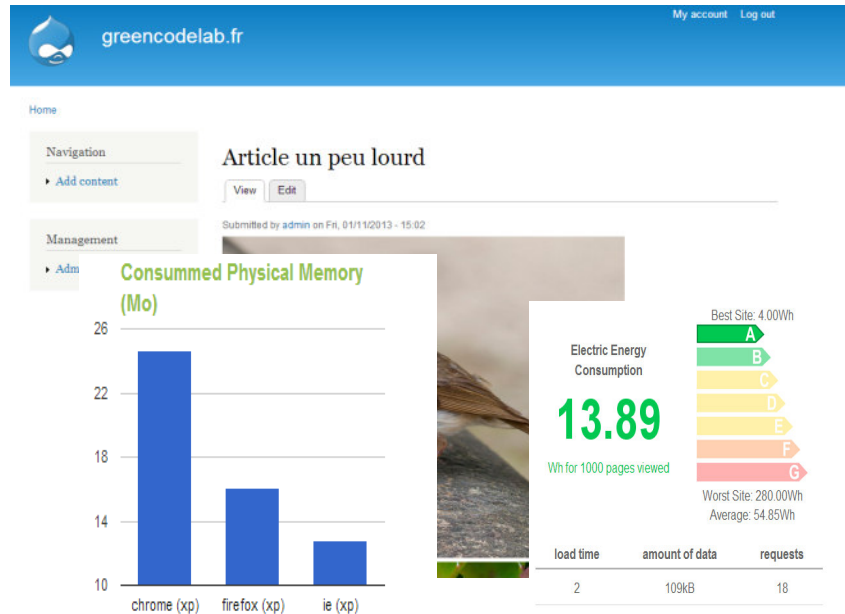 My account Log out
greencodelab.fr
Home
Navigation
Add content
Management
Adm
Article un peu lourd
View Edit
Submitted by admin on Fri, 01/11/2013 - 15:02
Consummed Physical Memory
(Mo)
26
22
18
14
10
chrome (xp) firefox (xp) ie (xp)
Electric Energy
Consumption
13.89
Wh for 1000 pages viewed
Best Site: 4.00Wh
A
B
C
D
E
F
G
Worst Site: 280.00Wh
Average: 54.85Wh
load time amount of data requests
2 109kB 18